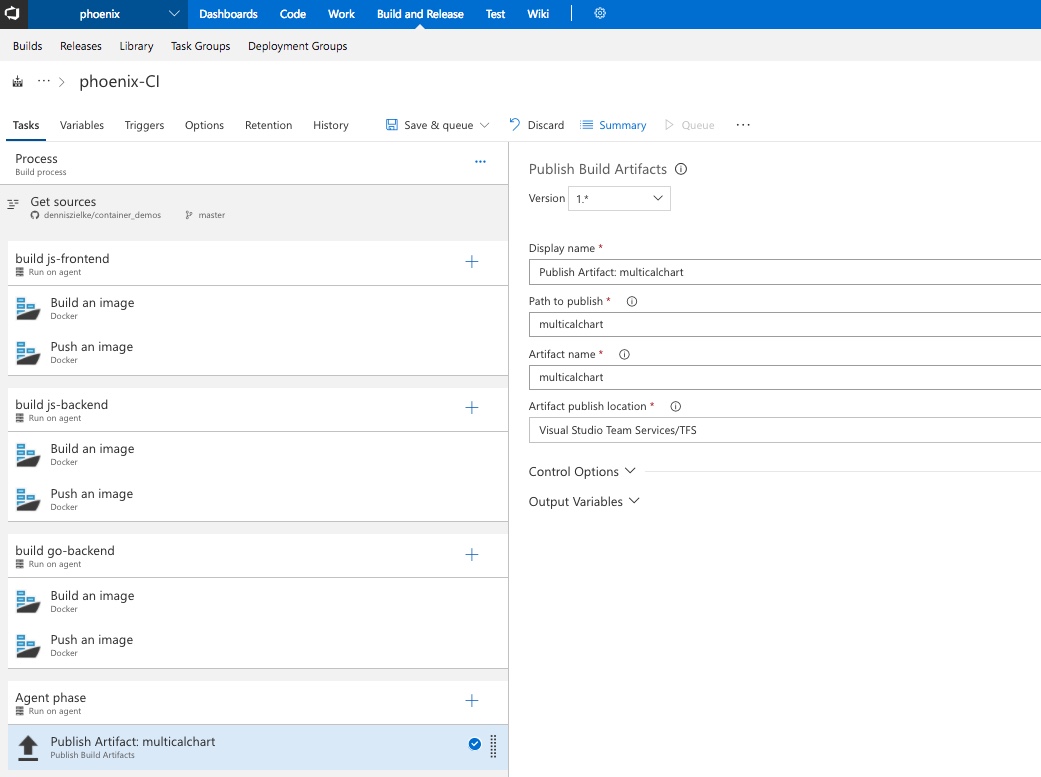 phoenix Dashboards Code Work Build and Release Test Wiki
Builds Releases Library Task Groups Deployment Groups
··· > phoenix-CI
Tasks Variables Triggers Options Retention History Save & queue Discard Summary Queue ···
Process ···
Build process
Get sources
denniszielke/container_demos master
build js-frontend
Run on agent
Build an image
Docker
Push an image
Docker
build js-backend
Run on agent
Build an image
Docker
Push an image
Docker
build go-backend
Run on agent
Build an image
Docker
Push an image
Docker
Agent phase
Run on agent
Publish Artifact: multicalchart
Publish Build Artifacts
Publish Build Artifacts
Version 1.*
Display name *
Publish Artifact: multicalchart
Path to publish *
multicalchart
Artifact name *
multicalchart
Artifact publish location *
Visual Studio Team Services/TFS
Control Options
Output Variables